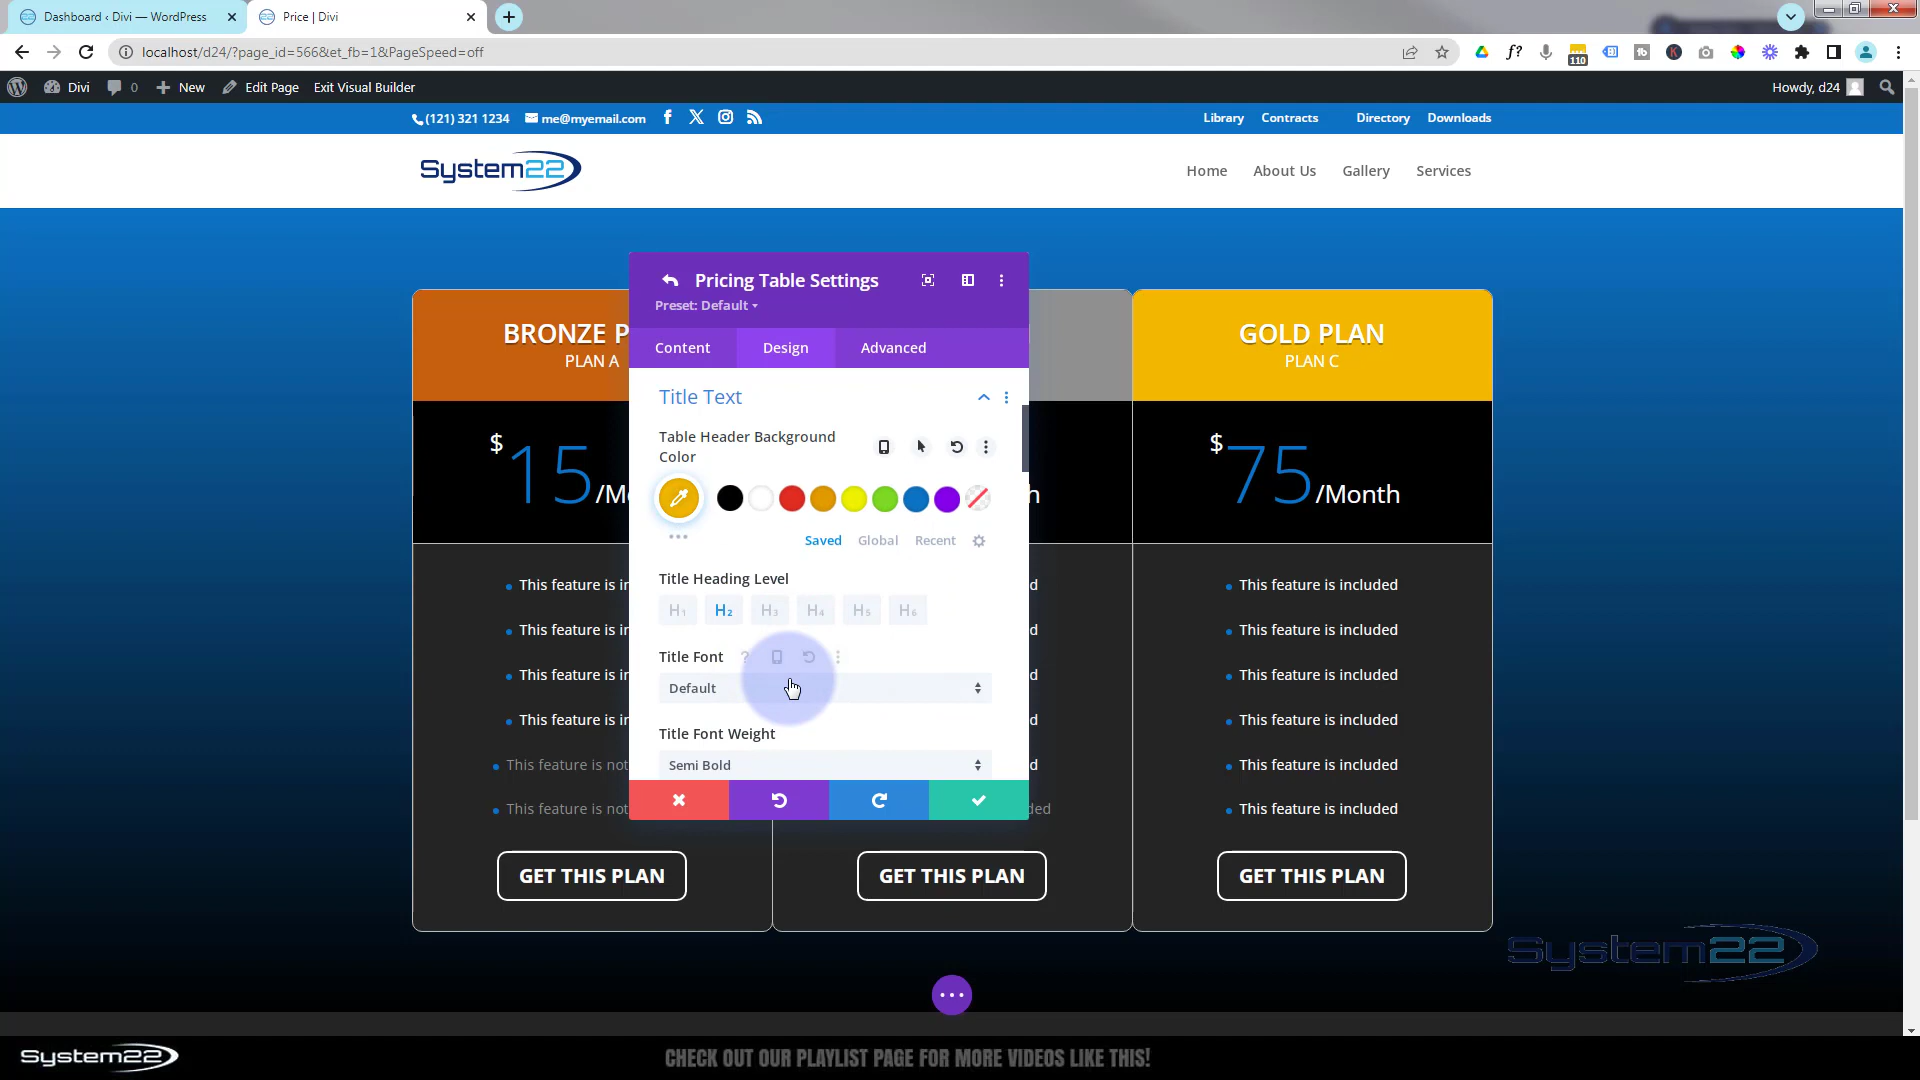 Dashboard ‹ Divi — WordPress
Price | Divi
localhost/d24/?page_id=566&et_fb=1&PageSpeed=off
110
Divi
0
New
Edit Page
Exit Visual Builder
Howdy, d24
(121) 321 1234
me@myemail.com
Library
Contracts
Directory
Downloads
System22
Home
About Us
Gallery
Services
Pricing Table Settings
Preset: Default
Content
Design
Advanced
Title Text
Table Header Background
Color
Saved
Global
Recent
Title Heading Level
H1
H2
H3
H4
H5
H6
Title Font
Default
Title Font Weight
Semi Bold
BRONZE P
PLAN A
$
15
/Mo
This feature is in
This feature is in
This feature is in
This feature is in
This feature is not
This feature is not
GET THIS PLAN
h
d
d
d
d
d
ded
GET THIS PLAN
GOLD PLAN
PLAN C
$
75
/Month
This feature is included
This feature is included
This feature is included
This feature is included
This feature is included
This feature is included
GET THIS PLAN
System22
System22
CHECK OUT OUR PLAYLIST PAGE FOR MORE VIDEOS LIKE THIS!